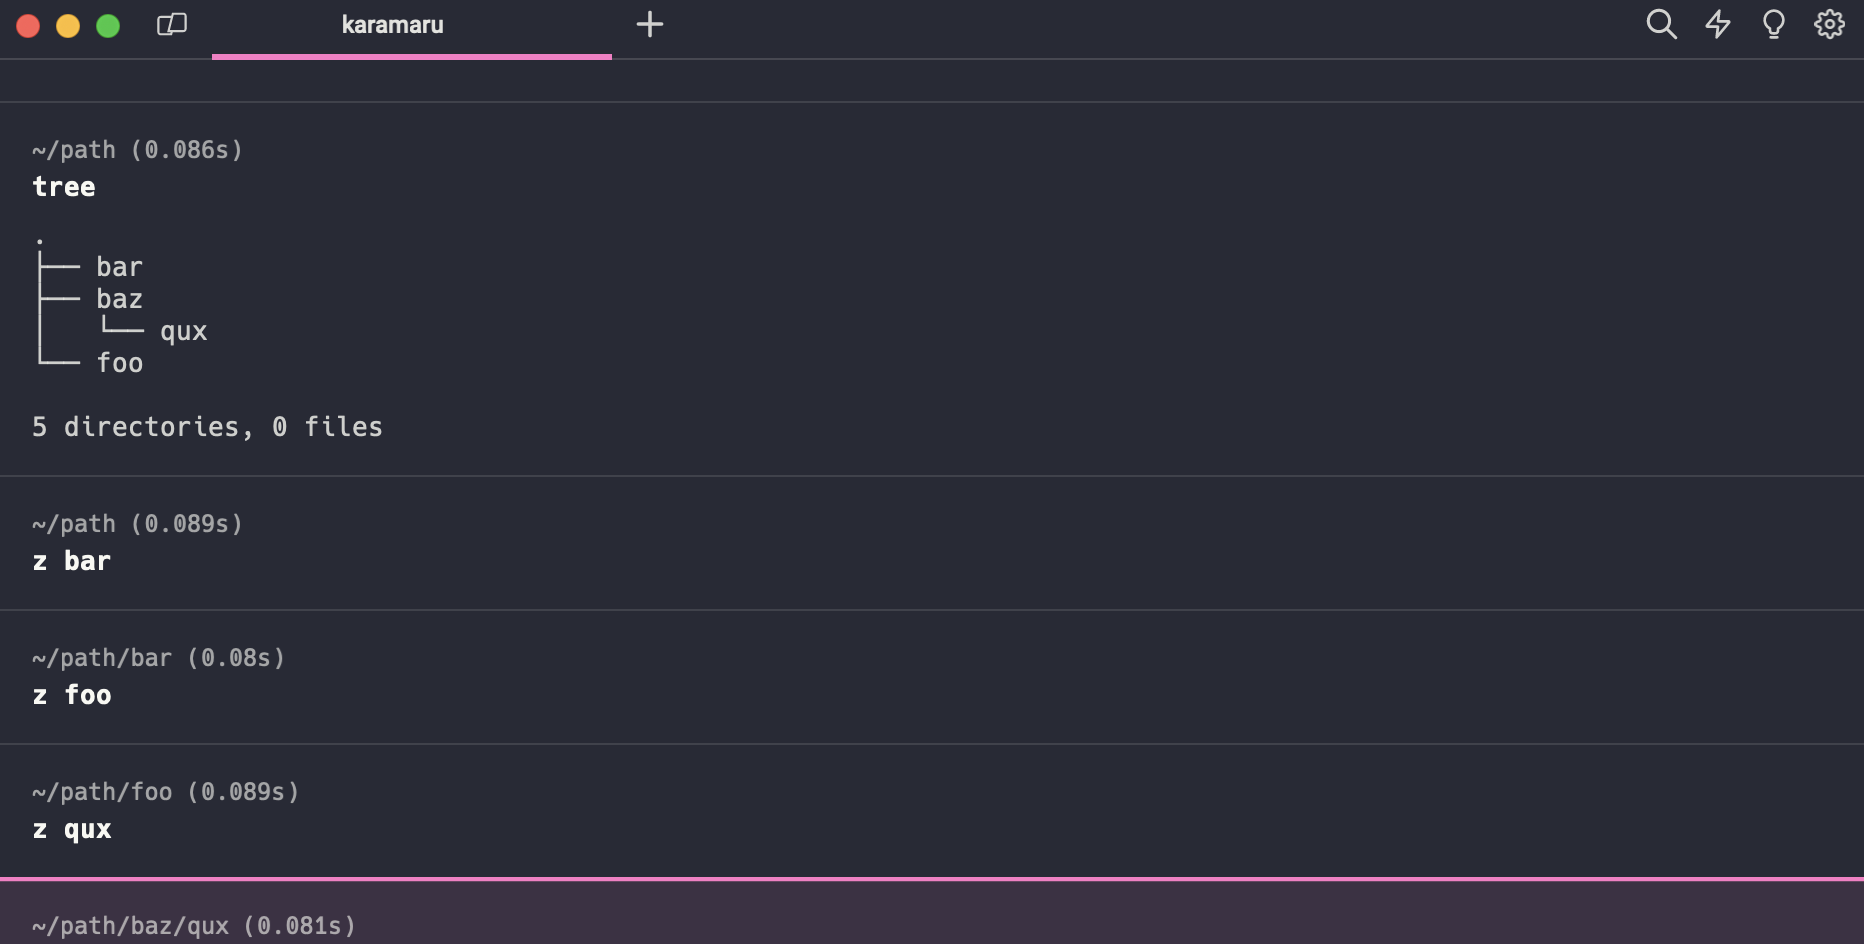 karamaru
~/path (0.086s)
tree
.
├── bar
├── baz
│   └── qux
└── foo
5 directories, 0 files
~/path (0.089s)
z bar
~/path/bar (0.08s)
z foo
~/path/foo (0.089s)
z qux
~/path/baz/qux (0.081s)